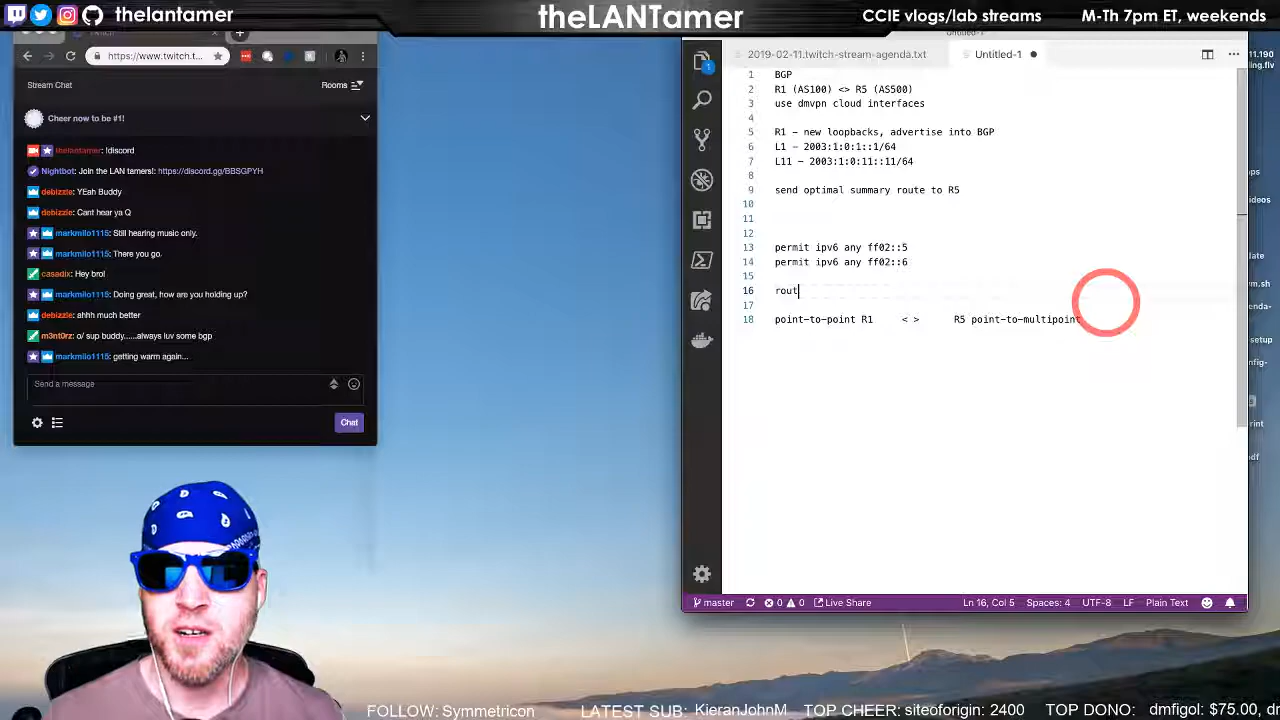 thelantamer
theLANTamer
CCIE vlogs/lab streams
M-Th 7pm ET, weekends
https://www.twitch.t...
Stream Chat
Rooms
Cheer now to be #1!
thelantamer: !discord
Nightbot: Join the LAN tamers!: https://discord.gg/BBSGPYH
debizzle: YEah Buddy
debizzle: Cant hear ya Q
markmilo1115: Still hearing music only.
markmilo1115: There you go.
casadix: Hey bro!
markmilo1115: Doing great, how are you holding up?
debizzle: ahhh much better
m3nt0rz: o/ sup buddy......always luv some bgp
markmilo1115: getting warm again...
Send a message
Chat
2019-02-11.twitch-stream-agenda.txt
Untitled-1
1 BGP
2 R1 (AS100) <> R5 (AS500)
3 use dmvpn cloud interfaces
4
5 R1 - new loopbacks, advertise into BGP
6 L1 - 2003:1:0:1::1/64
7 L11 - 2003:1:0:11::11/64
8
9 send optimal summary route to R5
10
11
12
13 permit ipv6 any ff02::5
14 permit ipv6 any ff02::6
15
16 rout
17
18 point-to-point R1 < > R5 point-to-multipoint
master
0
0
Live Share
Ln 16, Col 5
Spaces: 4
UTF-8
LF
Plain Text
FOLLOW: Symmetricon
LATEST SUB: KieranJohnM
TOP CHEER: siteoforigin: 2400
TOP DONO: dmfigol: $75.00,